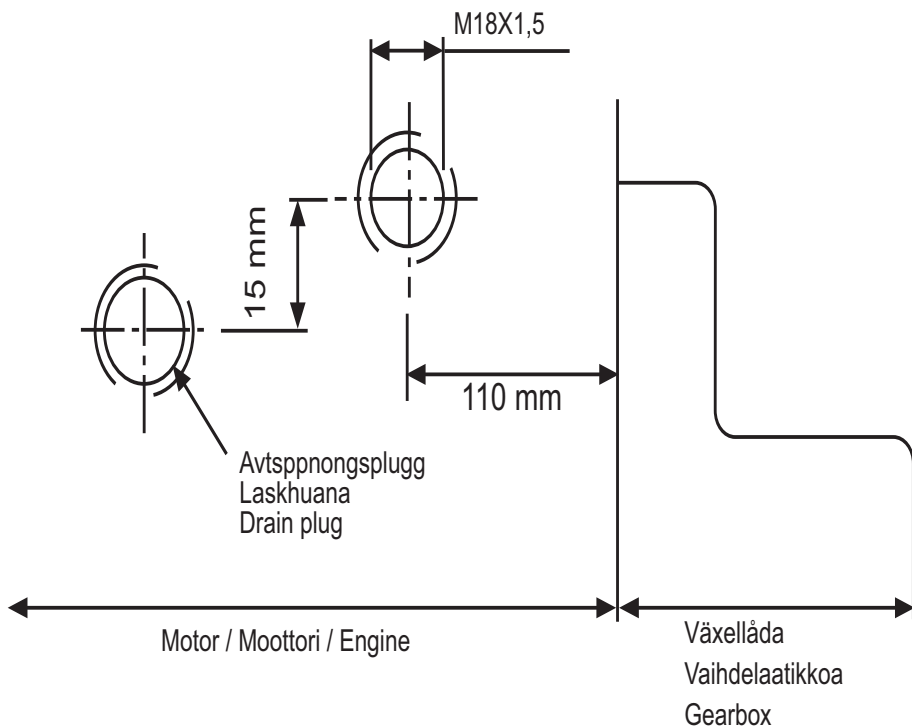 M18X1,5
15 mm
110 mm
Avtsppnongsplugg
Laskhuana
Drain plug
Motor / Moottori / Engine
Växellåda
Vaihdelaatikkoa
Gearbox